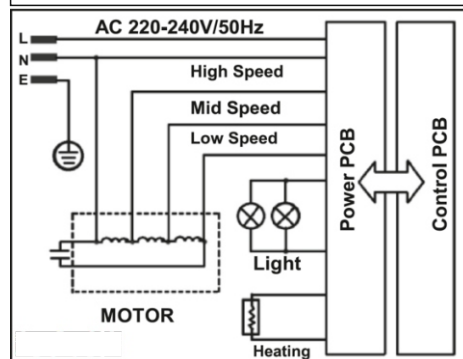 AC 220-240V/50Hz
L
N
E
High Speed
Mid Speed
Low Speed
Light
MOTOR
Heating
Power PCB
Control PCB